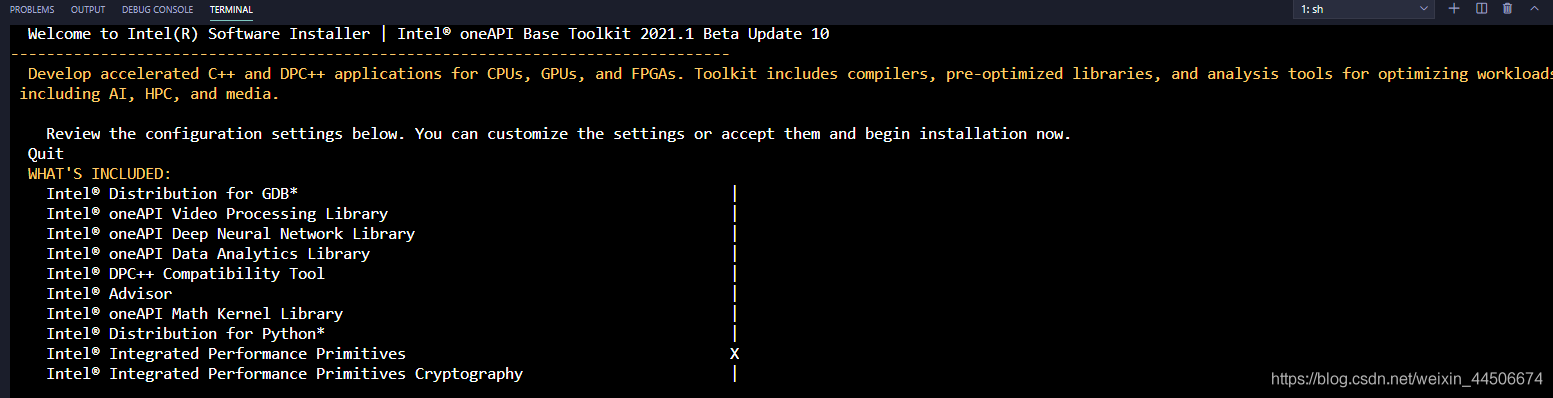 PROBLEMS OUTPUT DEBUG CONSOLE TERMINAL 1: sh
Welcome to Intel(R) Software Installer | Intel® oneAPI Base Toolkit 2021.1 Beta Update 10
--------------------------------------------------------------------------------
Develop accelerated C++ and DPC++ applications for CPUs, GPUs, and FPGAs. Toolkit includes compilers, pre-optimized libraries, and analysis tools for optimizing workloads
including AI, HPC, and media.
Review the configuration settings below. You can customize the settings or accept them and begin installation now.
Quit
WHAT'S INCLUDED:
Intel® Distribution for GDB* |
Intel® oneAPI Video Processing Library |
Intel® oneAPI Deep Neural Network Library |
Intel® oneAPI Data Analytics Library |
Intel® DPC++ Compatibility Tool |
Intel® Advisor |
Intel® oneAPI Math Kernel Library |
Intel® Distribution for Python* |
Intel® Integrated Performance Primitives X
Intel® Integrated Performance Primitives Cryptography |
https://blog.csdn.net/weixin_44506674